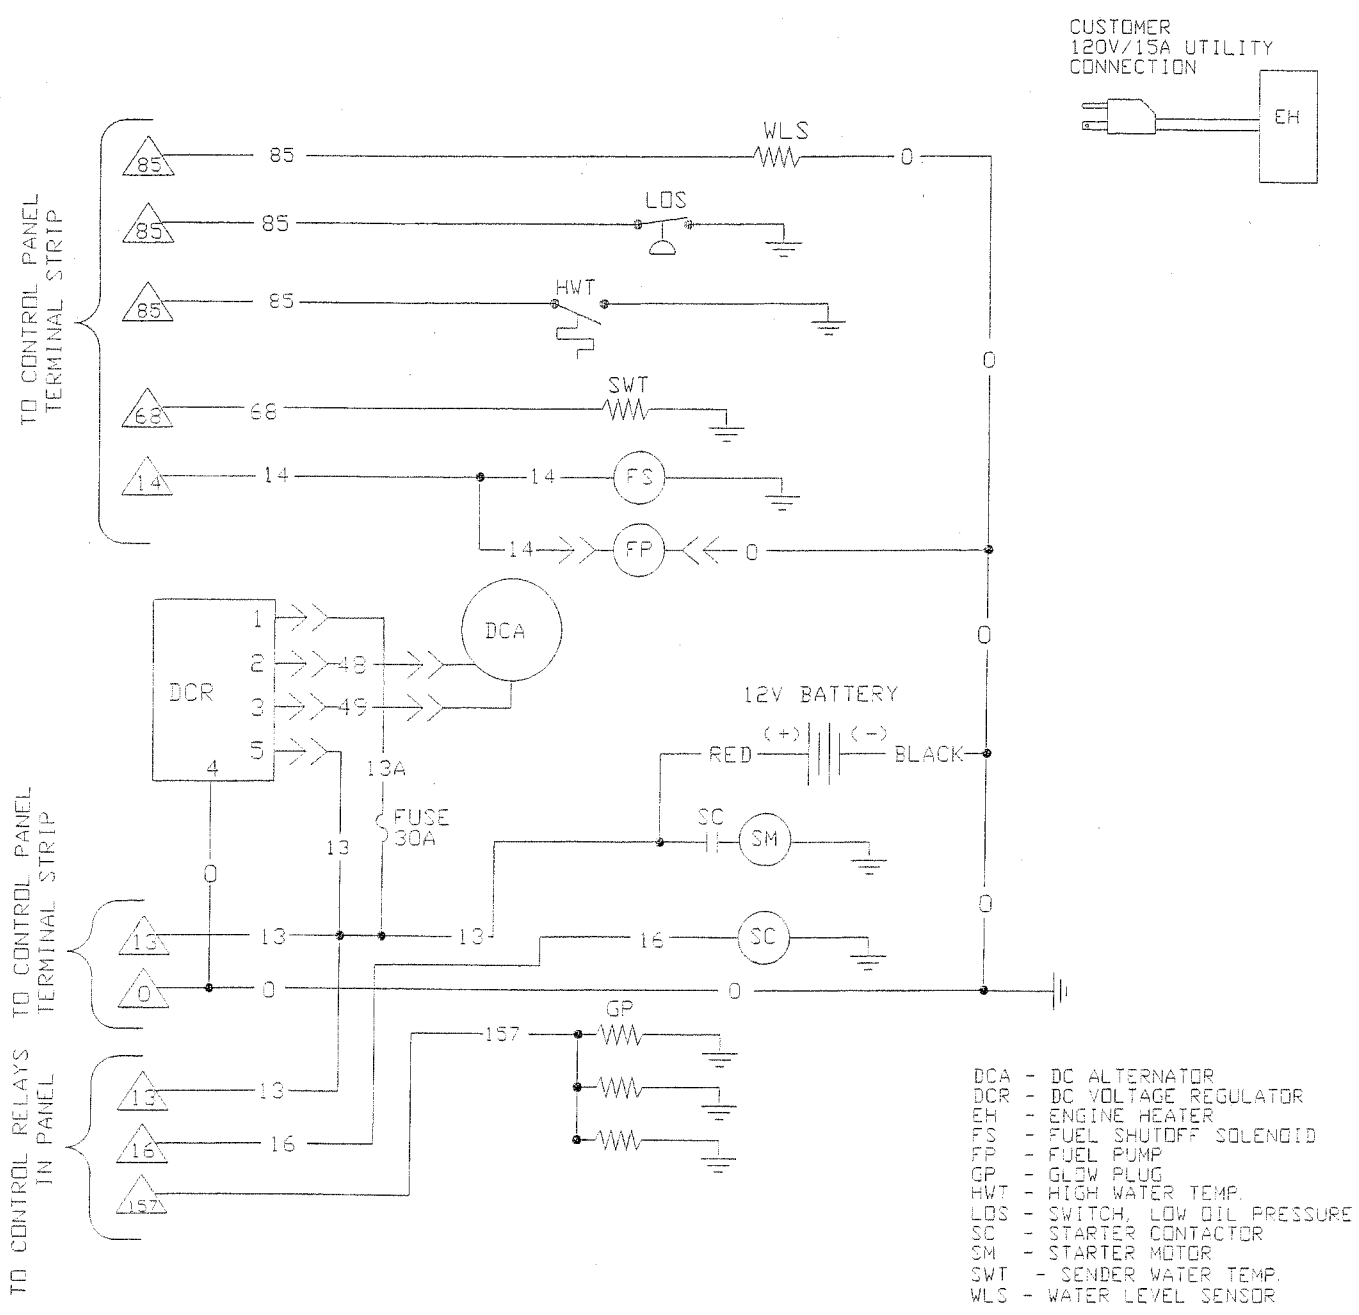 CUSTOMER
120V/15A UTILITY
CONNECTION
EH
TO CONTROL PANEL
TERMINAL STRIP
85
85
WLS
0
85
85
LOS
85
85
HWT
0
68
68
SWT
14
14
14
FS
14
FP
0
DCR
1
2
3
5
4
48
49
DCA
0
12V BATTERY
(+)
(-)
RED
BLACK
13A
FUSE
30A
SC
SM
13
0
0
TO CONTROL PANEL
TERMINAL STRIP
13
13
13
16
SC
0
0
0
TO CONTROL RELAYS
IN PANEL
157
GP
13
13
16
16
157
DCA - DC ALTERNATOR
DCR - DC VOLTAGE REGULATOR
EH - ENGINE HEATER
FS - FUEL SHUTOFF SOLENOID
FP - FUEL PUMP
GP - GLOW PLUG
HWT - HIGH WATER TEMP.
LOS - SWITCH, LOW OIL PRESSURE
SC - STARTER CONTACTOR
SM - STARTER MOTOR
SWT - SENDER WATER TEMP.
WLS - WATER LEVEL SENSOR